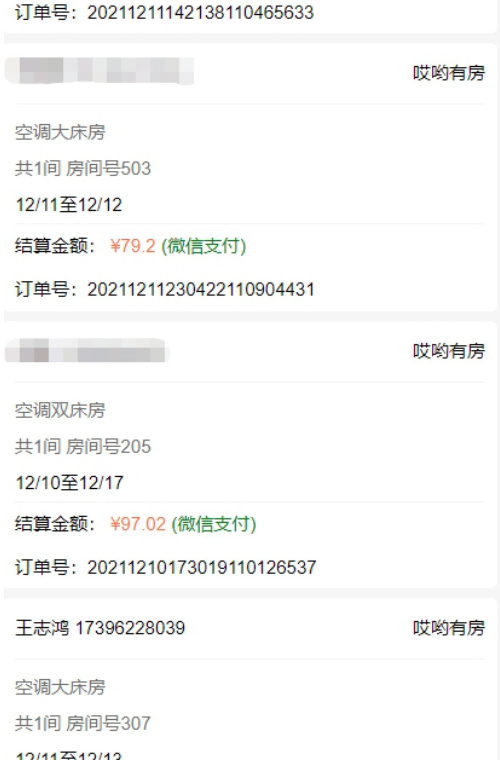 订单号：20211211142138110465633
哎哟有房
空调大床房
共1间 房间号503
12/11至12/12
结算金额： ¥79.2 (微信支付)
订单号：20211211230422110904431
哎哟有房
空调双床房
共1间 房间号205
12/10至12/17
结算金额： ¥97.02 (微信支付)
订单号：20211210173019110126537
王志鸿 17396228039 哎哟有房
空调大床房
共1间 房间号307
12/11至12/13